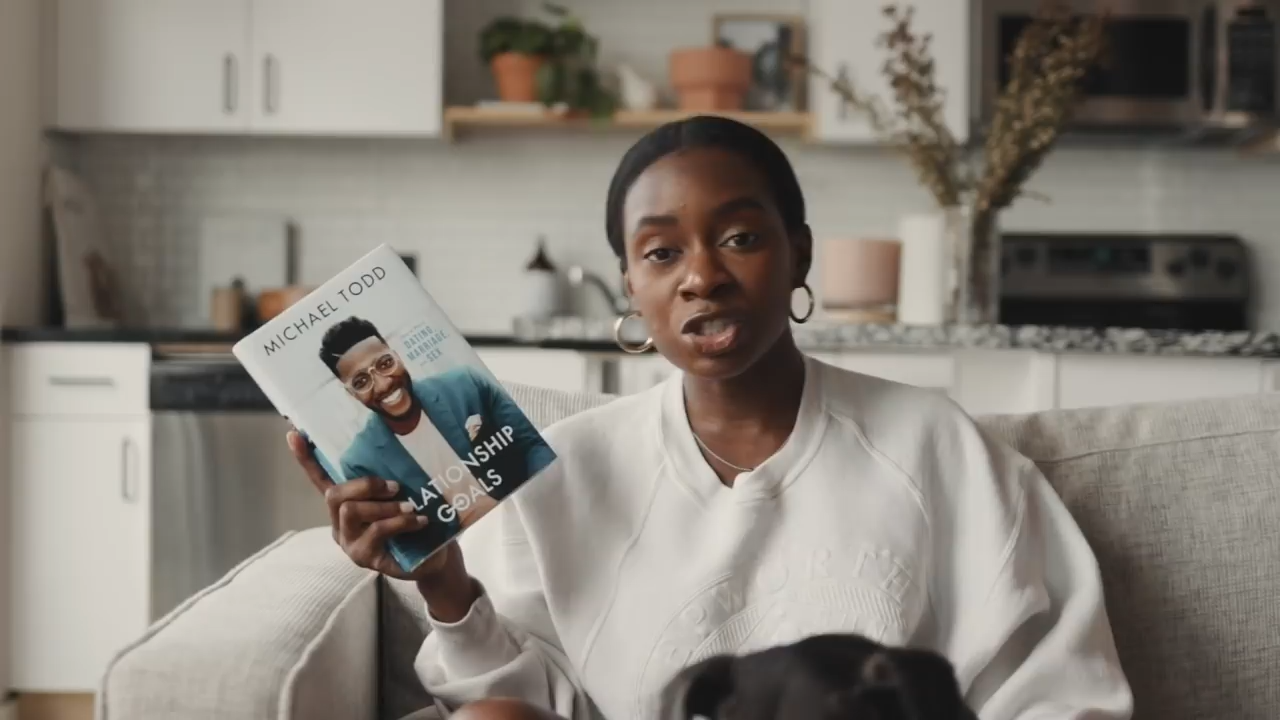 MICHAEL TODD
DATING
MARRIAGE
SEX
LATIONSHIP
GOALS